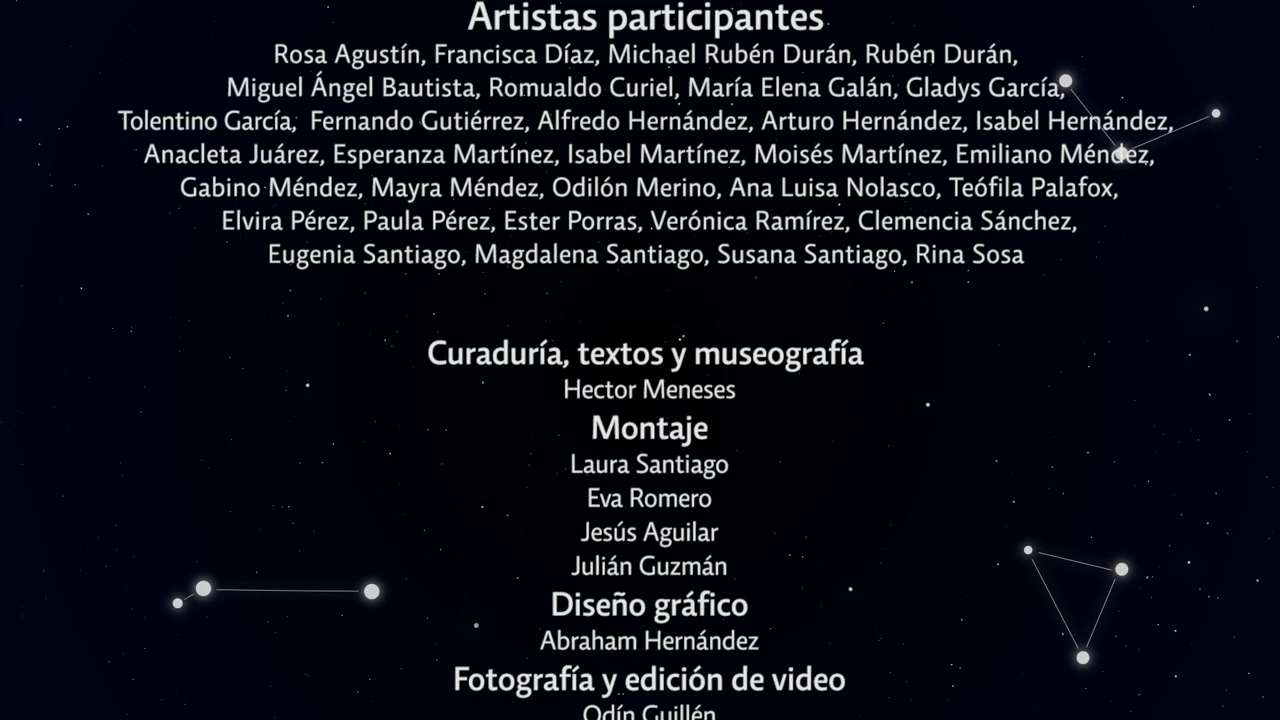 Artistas participantes
Rosa Agustín, Francisca Díaz, Michael Rubén Durán, Rubén Durán,
Miguel Ángel Bautista, Romualdo Curiel, María Elena Galán, Gladys García,
Tolentino García, Fernando Gutiérrez, Alfredo Hernández, Arturo Hernández, Isabel Hernández,
Anacleta Juárez, Esperanza Martínez, Isabel Martínez, Moisés Martínez, Emiliano Méndez,
Gabino Méndez, Mayra Méndez, Odilón Merino, Ana Luisa Nolasco, Teófila Palafox,
Elvira Pérez, Paula Pérez, Ester Porras, Verónica Ramírez, Clemencia Sánchez,
Eugenia Santiago, Magdalena Santiago, Susana Santiago, Rina Sosa
Curaduría, textos y museografía
Hector Meneses
Montaje
Laura Santiago
Eva Romero
Jesús Aguilar
Julián Guzmán
Diseño gráfico
Abraham Hernández
Fotografía y edición de video
Odín Guillén